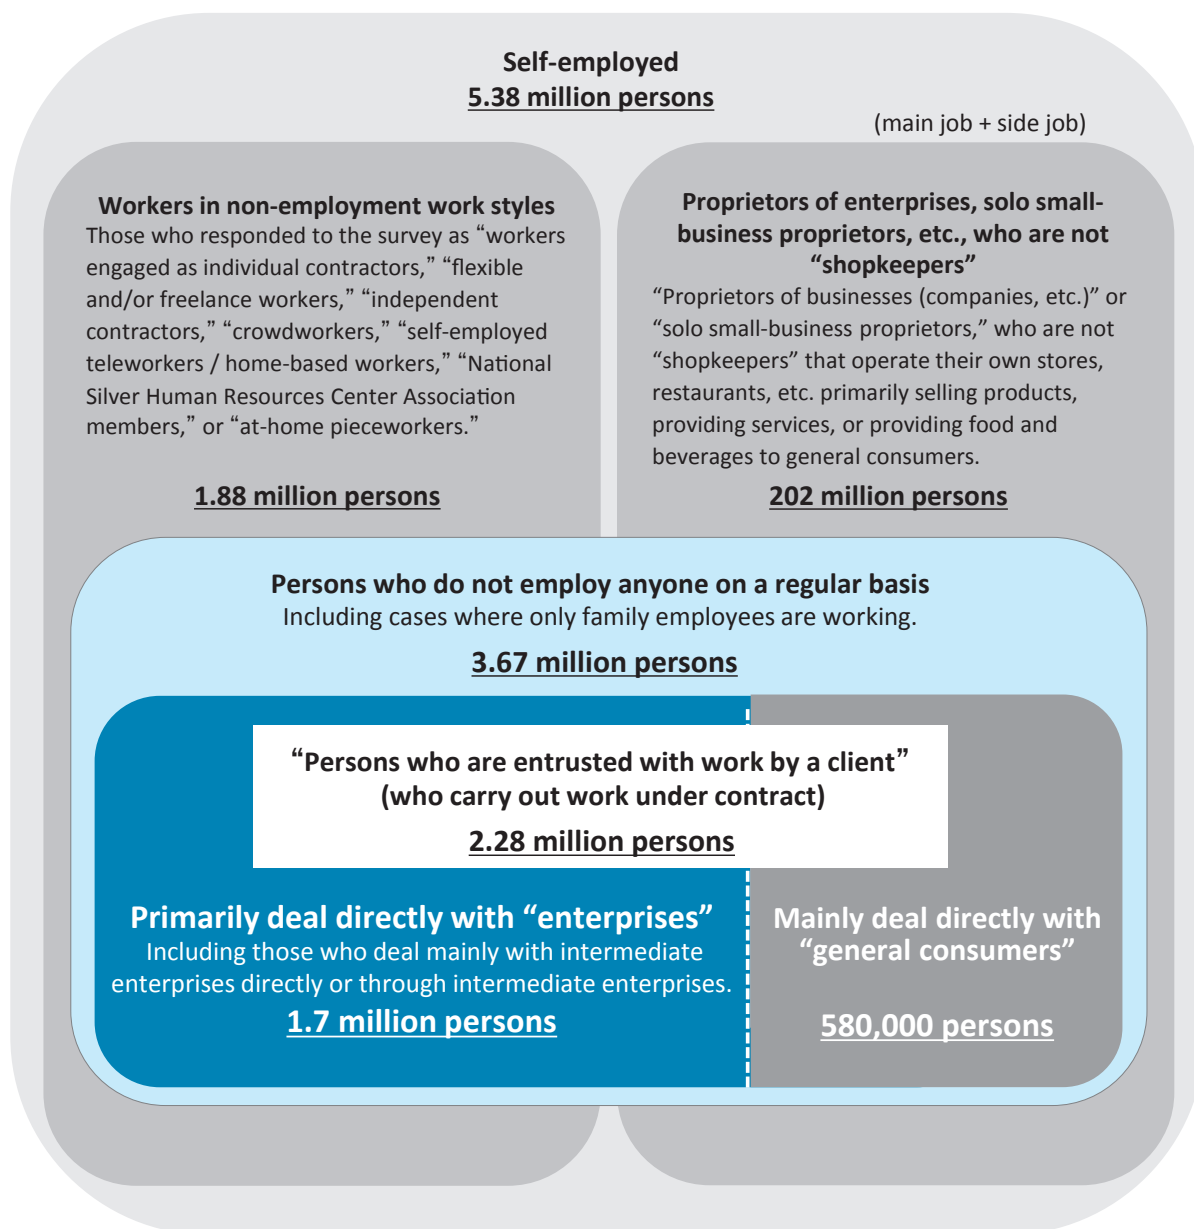 Self-employed
5.38 million persons
(main job + side job)
Workers in non-employment work styles
Those who responded to the survey as “workers
engaged as individual contractors,” “flexible
and/or freelance workers,” “independent
contractors,” “crowdworkers,” “self-employed
teleworkers / home-based workers,” “National
Silver Human Resources Center Association
members,” or “at-home pieceworkers.”
1.88 million persons
Proprietors of enterprises, solo small-
business proprietors, etc., who are not
“shopkeepers”
“Proprietors of businesses (companies, etc.)” or
“solo small-business proprietors,” who are not
“shopkeepers” that operate their own stores,
restaurants, etc. primarily selling products,
providing services, or providing food and
beverages to general consumers.
202 million persons
Persons who do not employ anyone on a regular basis
Including cases where only family employees are working.
3.67 million persons
“Persons who are entrusted with work by a client”
(who carry out work under contract)
2.28 million persons
Primarily deal directly with “enterprises”
Including those who deal mainly with intermediate
enterprises directly or through intermediate enterprises.
1.7 million persons
Mainly deal directly with
“general consumers”
580,000 persons